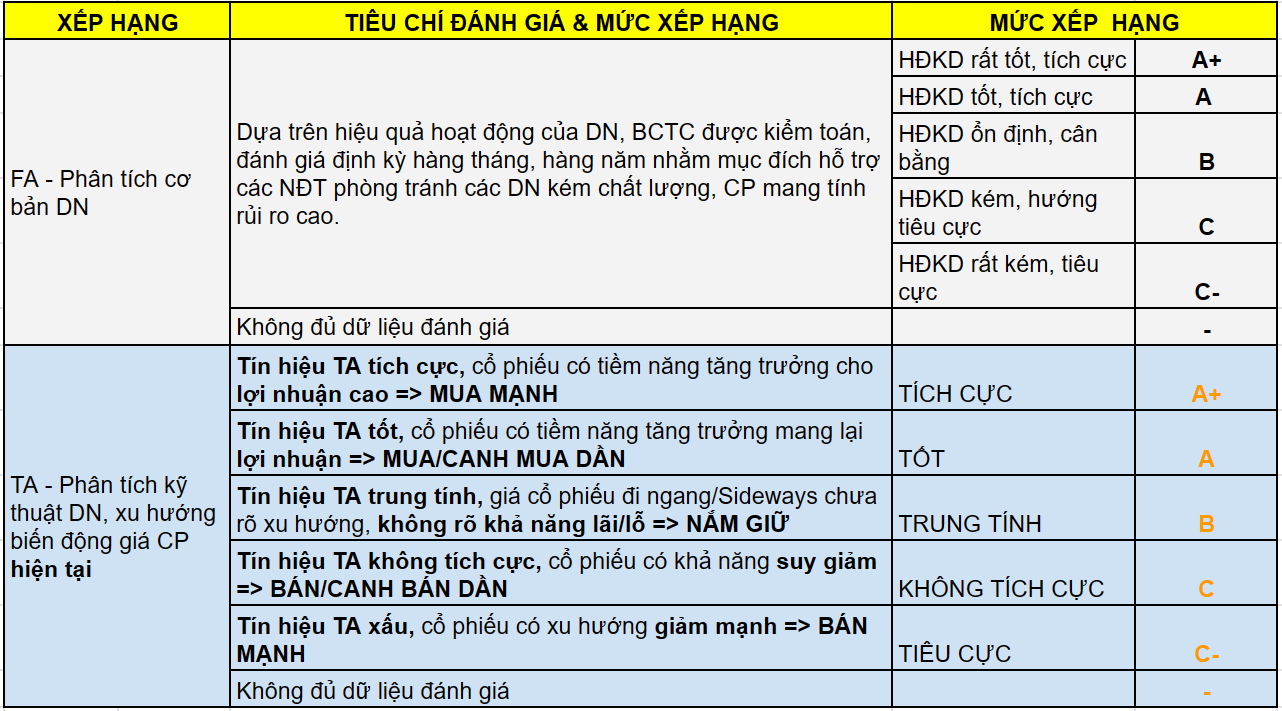 XẾP HẠNG
TIÊU CHÍ ĐÁNH GIÁ & MỨC XẾP HẠNG
MỨC XẾP HẠNG
FA - Phân tích cơ
bản DN
Dựa trên hiệu quả hoạt động của DN, BCTC được kiểm toán,
đánh giá định kỳ hàng tháng, hàng năm nhằm mục đích hỗ trợ
các NĐT phòng tránh các DN kém chất lượng, CP mang tính
rủi ro cao.
HĐKD rất tốt, tích cực
A+
HĐKD tốt, tích cực
A
HĐKD ổn định, cân
bằng
B
HĐKD kém, hướng
tiêu cực
C
HĐKD rất kém, tiêu
cực
C-
Không đủ dữ liệu đánh giá
-
TA - Phân tích kỹ
thuật DN, xu hướng
biến động giá CP
hiện tại
Tín hiệu TA tích cực, cổ phiếu có tiềm năng tăng trưởng cho
lợi nhuận cao => MUA MẠNH
TÍCH CỰC
A+
Tín hiệu TA tốt, cổ phiếu có tiềm năng tăng trưởng mang lại
lợi nhuận => MUA/CANH MUA DẦN
TỐT
A
Tín hiệu TA trung tính, giá cổ phiếu đi ngang/Sideways chưa
rõ xu hướng, không rõ khả năng lãi/lỗ => NẮM GIỮ
TRUNG TÍNH
B
Tín hiệu TA không tích cực, cổ phiếu có khả năng suy giảm
=> BÁN/CANH BÁN DẦN
KHÔNG TÍCH CỰC
C
Tín hiệu TA xấu, cổ phiếu có xu hướng giảm mạnh => BÁN
MẠNH
TIÊU CỰC
C-
Không đủ dữ liệu đánh giá
-